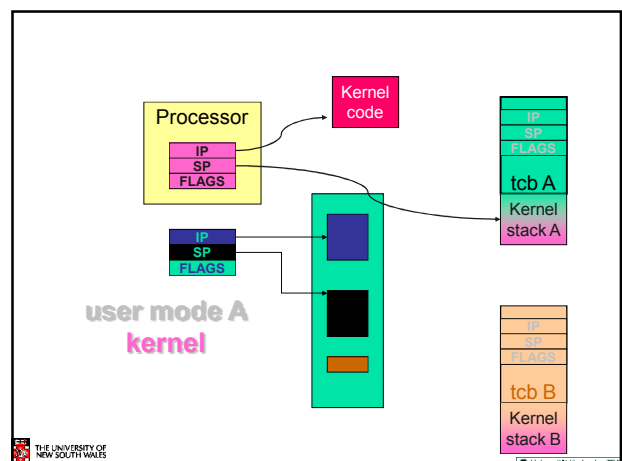 Kernel
code
Processor
IP
SP
FLAGS
IP
SP
FLAGS
tcb A
Kernel
stack A
IP
SP
FLAGS
user mode A
kernel
IP
SP
FLAGS
tcb B
Kernel
stack B
THE UNIVERSITY OF
NEW SOUTH WALES